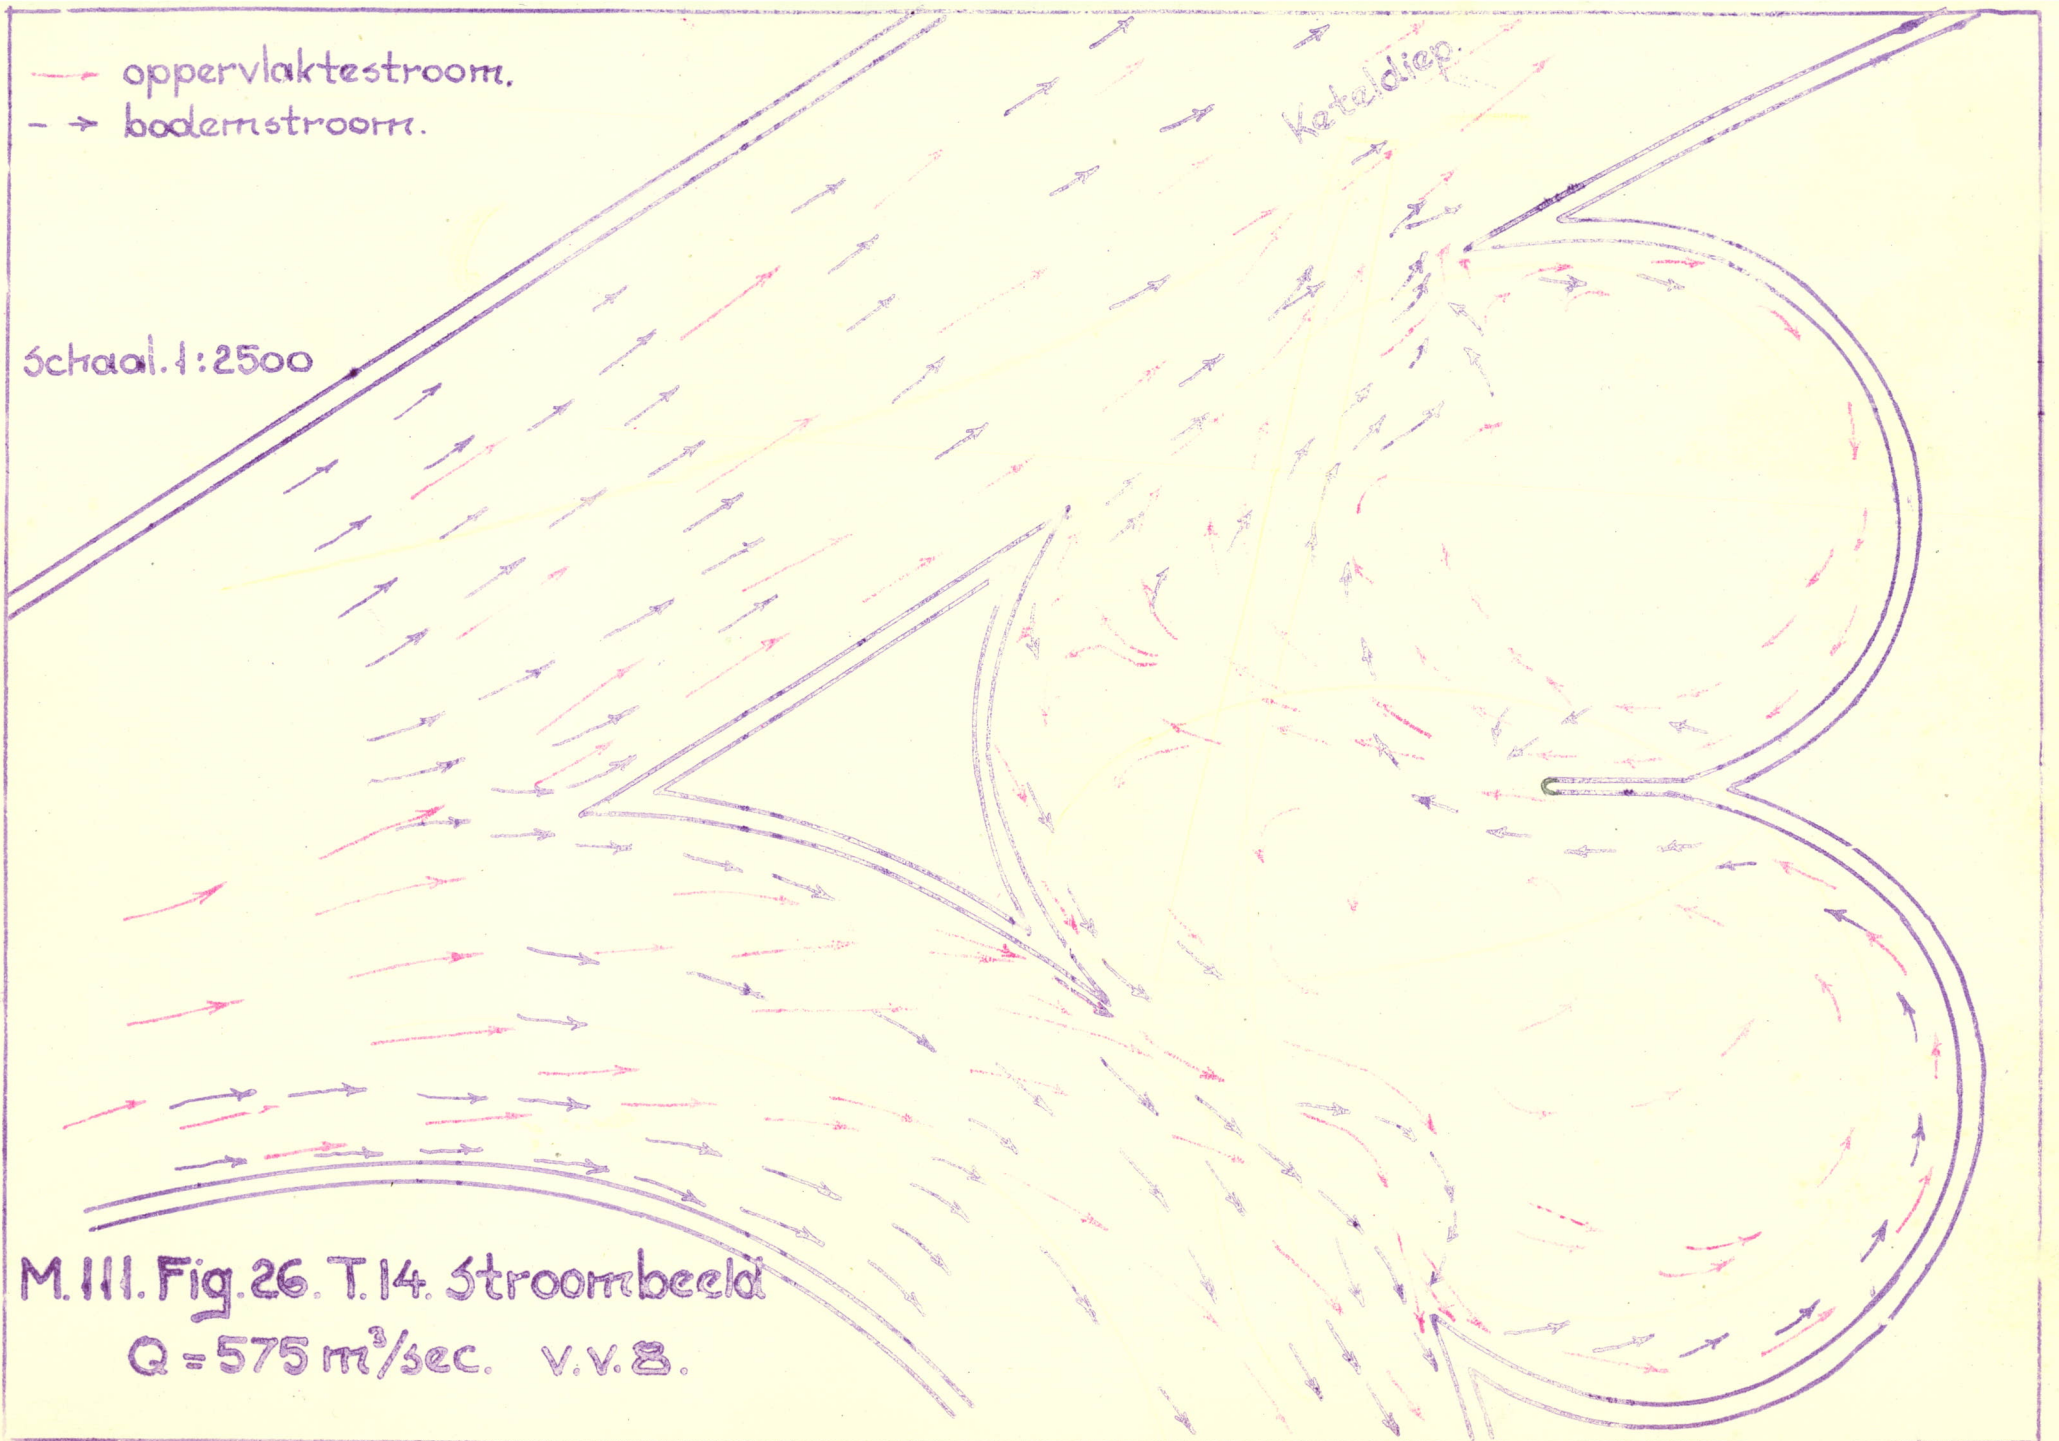 oppervlaktestroom.
bodemstroom.
Keteldiep.
Schaal. 1:2500
M.III. Fig. 26. T.14. Stroombeeld
Q = 575 m³/sec. v.v. 8.